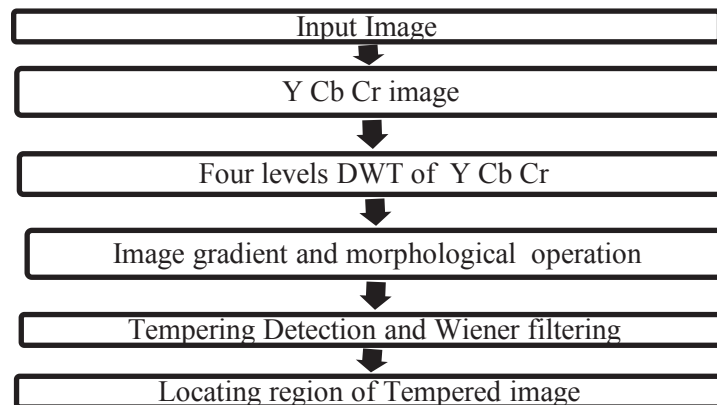 Input Image
Y Cb Cr image
Four levels DWT of Y Cb Cr
Image gradient and morphological operation
Tempering Detection and Wiener filtering
Locating region of Tempered image